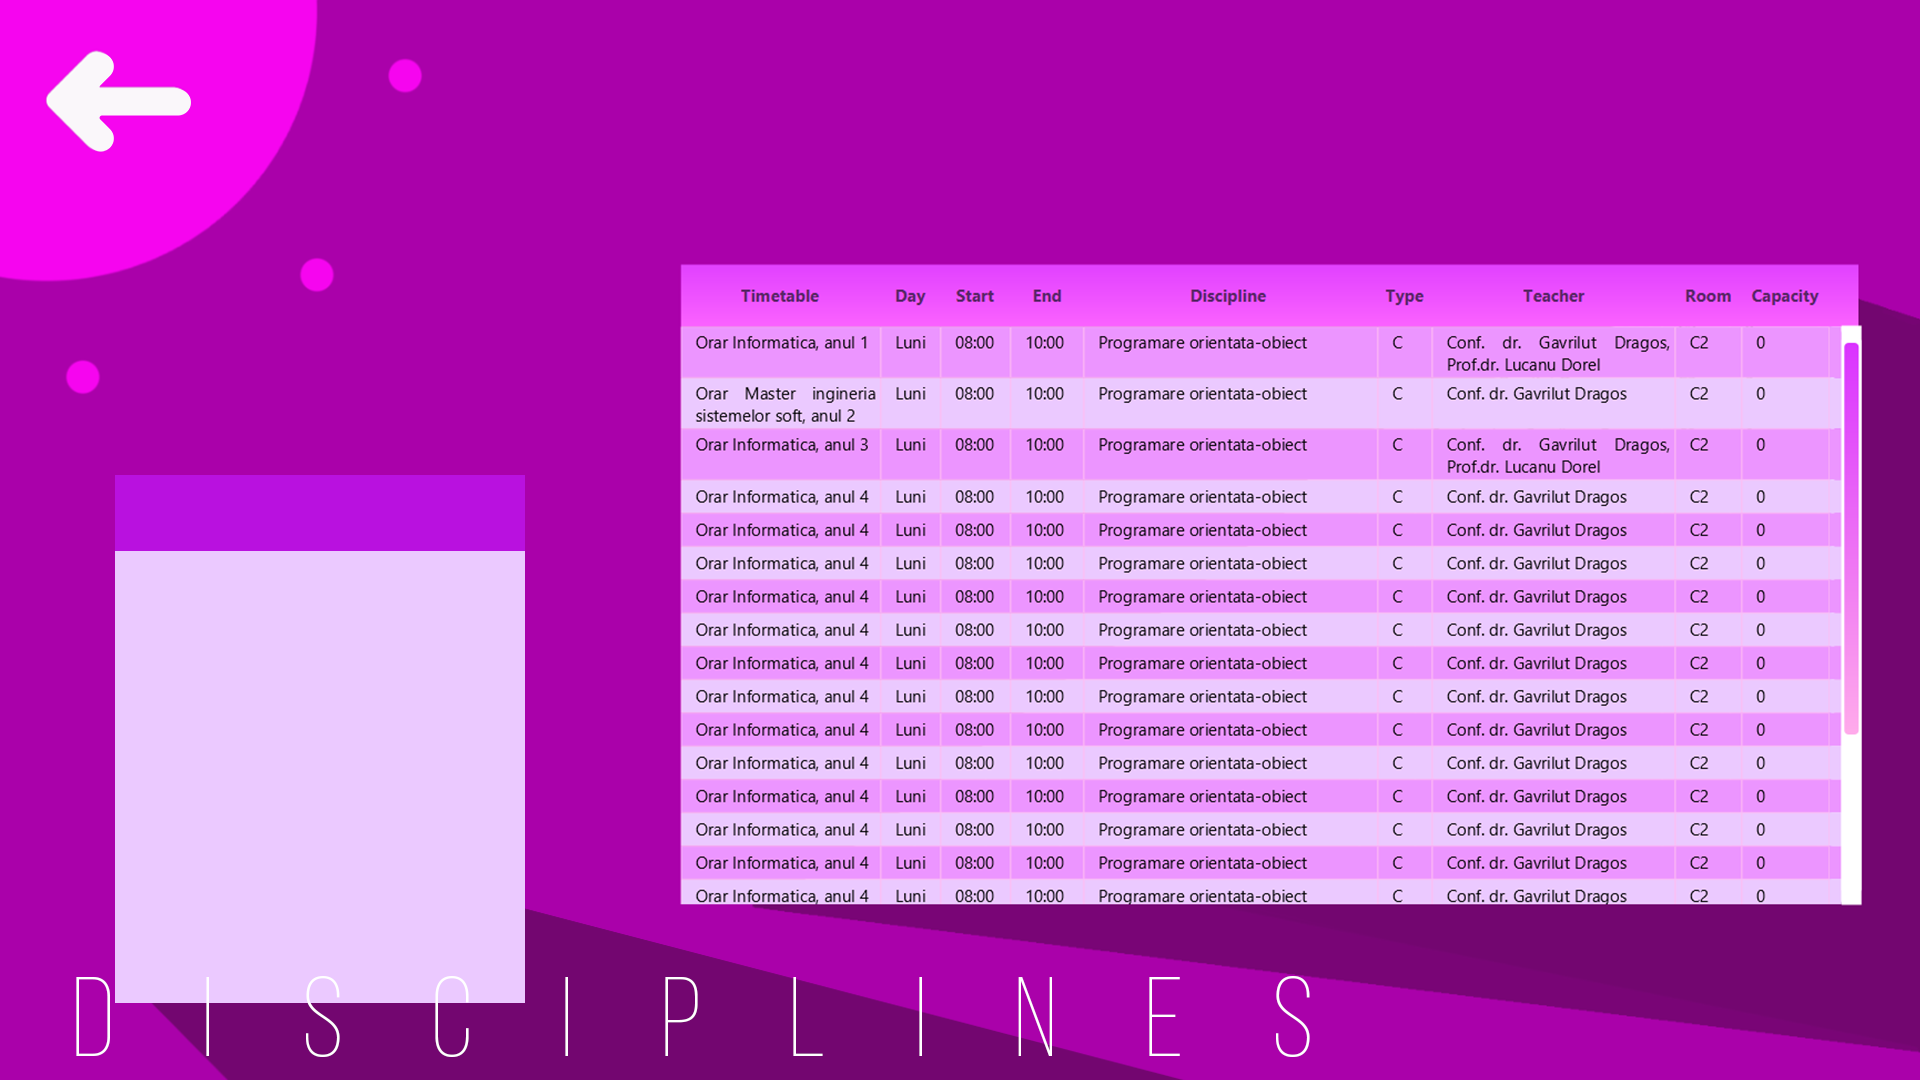 Timetable Day Start End Discipline Type Teacher Room Capacity
Orar Informatica, anul 1 Luni 08:00 10:00 Programare orientata-obiect C Conf. dr. Gavrilut Dragos, C2 0
Prof.dr. Lucanu Dorel
Orar Master ingineria Luni 08:00 10:00 Programare orientata-obiect C Conf. dr. Gavrilut Dragos C2 0
sistemelor soft, anul 2
Orar Informatica, anul 3 Luni 08:00 10:00 Programare orientata-obiect C Conf. dr. Gavrilut Dragos, C2 0
Prof.dr. Lucanu Dorel
Orar Informatica, anul 4 Luni 08:00 10:00 Programare orientata-obiect C Conf. dr. Gavrilut Dragos C2 0
Orar Informatica, anul 4 Luni 08:00 10:00 Programare orientata-obiect C Conf. dr. Gavrilut Dragos C2 0
Orar Informatica, anul 4 Luni 08:00 10:00 Programare orientata-obiect C Conf. dr. Gavrilut Dragos C2 0
Orar Informatica, anul 4 Luni 08:00 10:00 Programare orientata-obiect C Conf. dr. Gavrilut Dragos C2 0
Orar Informatica, anul 4 Luni 08:00 10:00 Programare orientata-obiect C Conf. dr. Gavrilut Dragos C2 0
Orar Informatica, anul 4 Luni 08:00 10:00 Programare orientata-obiect C Conf. dr. Gavrilut Dragos C2 0
Orar Informatica, anul 4 Luni 08:00 10:00 Programare orientata-obiect C Conf. dr. Gavrilut Dragos C2 0
Orar Informatica, anul 4 Luni 08:00 10:00 Programare orientata-obiect C Conf. dr. Gavrilut Dragos C2 0
Orar Informatica, anul 4 Luni 08:00 10:00 Programare orientata-obiect C Conf. dr. Gavrilut Dragos C2 0
Orar Informatica, anul 4 Luni 08:00 10:00 Programare orientata-obiect C Conf. dr. Gavrilut Dragos C2 0
Orar Informatica, anul 4 Luni 08:00 10:00 Programare orientata-obiect C Conf. dr. Gavrilut Dragos C2 0
Orar Informatica, anul 4 Luni 08:00 10:00 Programare orientata-obiect C Conf. dr. Gavrilut Dragos C2 0
Orar Informatica, anul 4 Luni 08:00 10:00 Programare orientata-obiect C Conf. dr. Gavrilut Dragos C2 0
DISCIPLINES